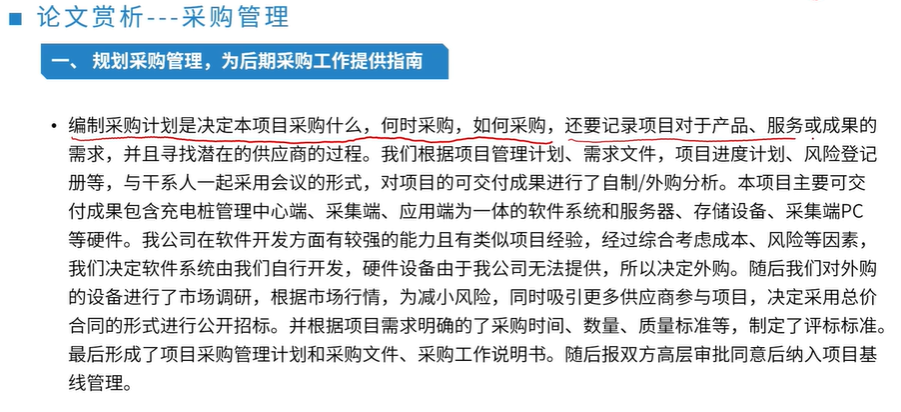 论文赏析---采购管理
一、 规划采购管理，为后期采购工作提供指南
• 编制采购计划是决定本项目采购什么，何时采购，如何采购，还要记录项目对于产品、服务或成果的
需求，并且寻找潜在的供应商的过程。我们根据项目管理计划、需求文件，项目进度计划、风险登记
册等，与干系人一起采用会议的形式，对项目的可交付成果进行了自制/外购分析。本项目主要可交
付成果包含充电桩管理中心端、采集端、应用端为一体的软件系统和服务器、存储设备、采集端PC
等硬件。我公司在软件开发方面有较强的能力且有类似项目经验，经过综合考虑成本、风险等因素，
我们决定软件系统由我们自行开发，硬件设备由于我公司无法提供，所以决定外购。随后我们对外购
的设备进行了市场调研，根据市场行情，为减小风险，同时吸引更多供应商参与项目，决定采用总价
合同的形式进行公开招标。并根据项目需求明确的了采购时间、数量、质量标准等，制定了评标标准。
最后形成了项目采购管理计划和采购文件、采购工作说明书。随后报双方高层审批同意后纳入项目基
线管理。